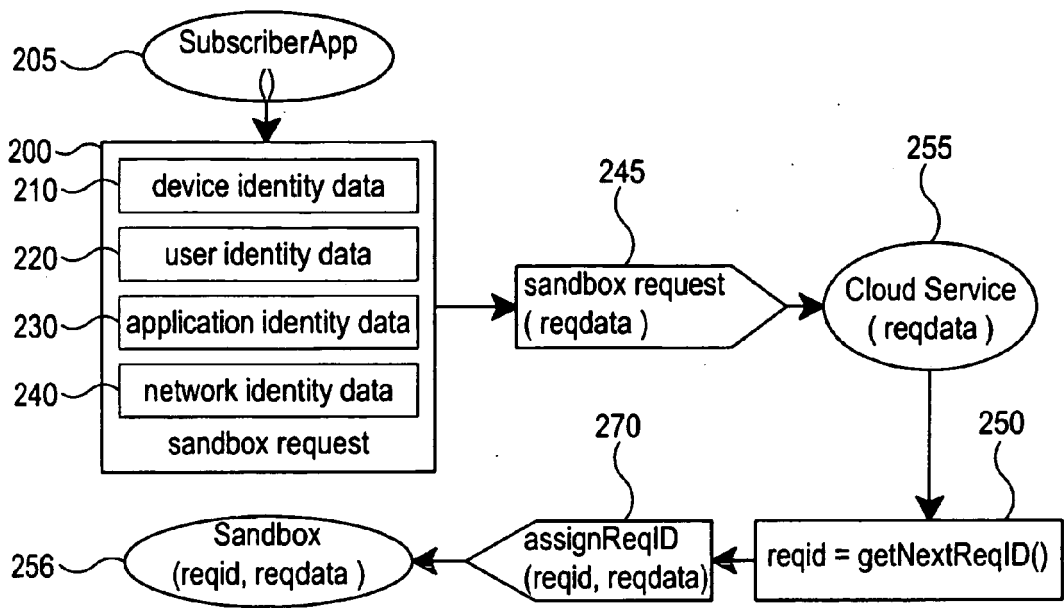 SubscriberApp
()
205
200
210
device identity data
220
user identity data
230
application identity data
240
network identity data
sandbox request
245
sandbox request
( reqdata )
255
Cloud Service
( reqdata )
250
reqid = getNextReqID()
270
assignReqID
(reqid, reqdata)
256
Sandbox
(reqid, reqdata )